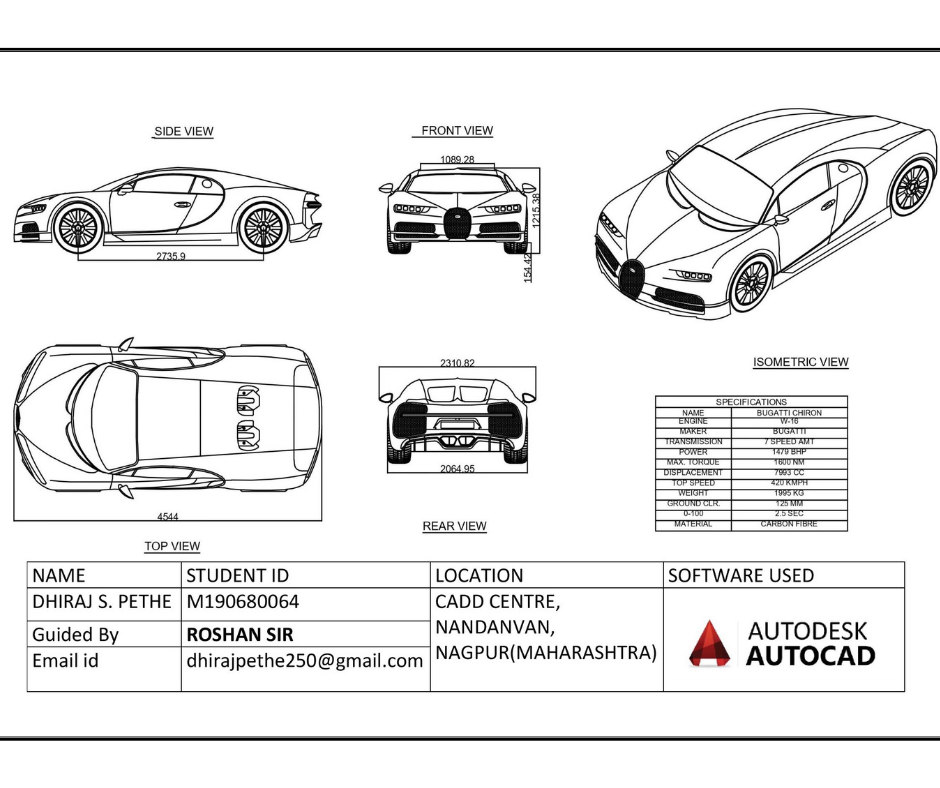 SIDE VIEW
FRONT VIEW
1089.28
1215.38
154.42
2735.9
2310.82
2064.95
4544
ISOMETRIC VIEW
REAR VIEW
TOP VIEW
SPECIFICATIONS
NAME BUGATTI CHIRON
ENGINE W-16
MAKER BUGATTI
TRANSMISSION 7 SPEED AMT
POWER 1479 BHP
MAX. TORQUE 1600 NM
DISPLACEMENT 7993 CC
TOP SPEED 420 KMPH
WEIGHT 1995 KG
GROUND CLR. 125 MM
0-100 2.5 SEC
MATERIAL CARBON FIBRE
NAME STUDENT ID LOCATION SOFTWARE USED
DHIRAJ S. PETHE M190680064 CADD CENTRE,
NANDANVAN,
NAGPUR(MAHARASHTRA)
Guided By ROSHAN SIR
Email id dhirajpethe250@gmail.com
AUTODESK
AUTOCAD